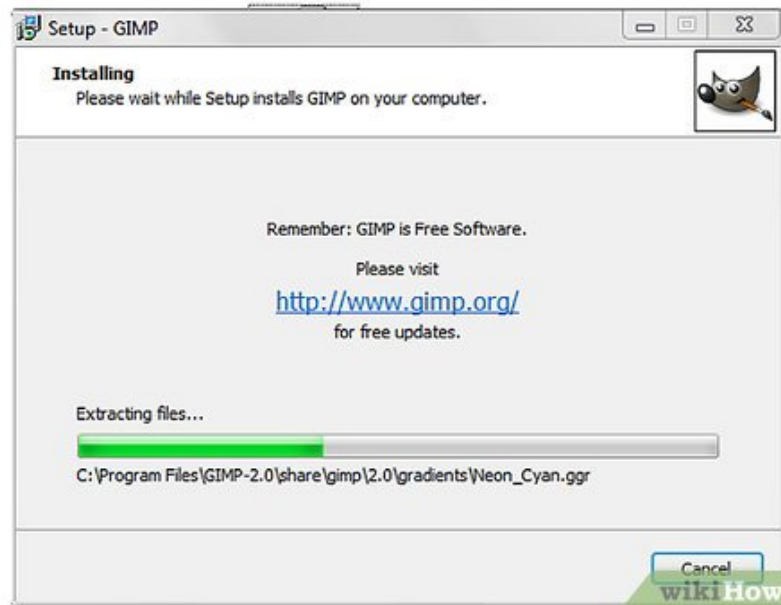 Setup - GIMP
Installing
Please wait while Setup installs GIMP on your computer.
Remember: GIMP is Free Software.
Please visit
http://www.gimp.org/
for free updates.
Extracting files...
C:\Program Files\GIMP-2.0\share\gimp\2.0\gradients\Neon_Cyan.ggr
Cancel
wikiHow